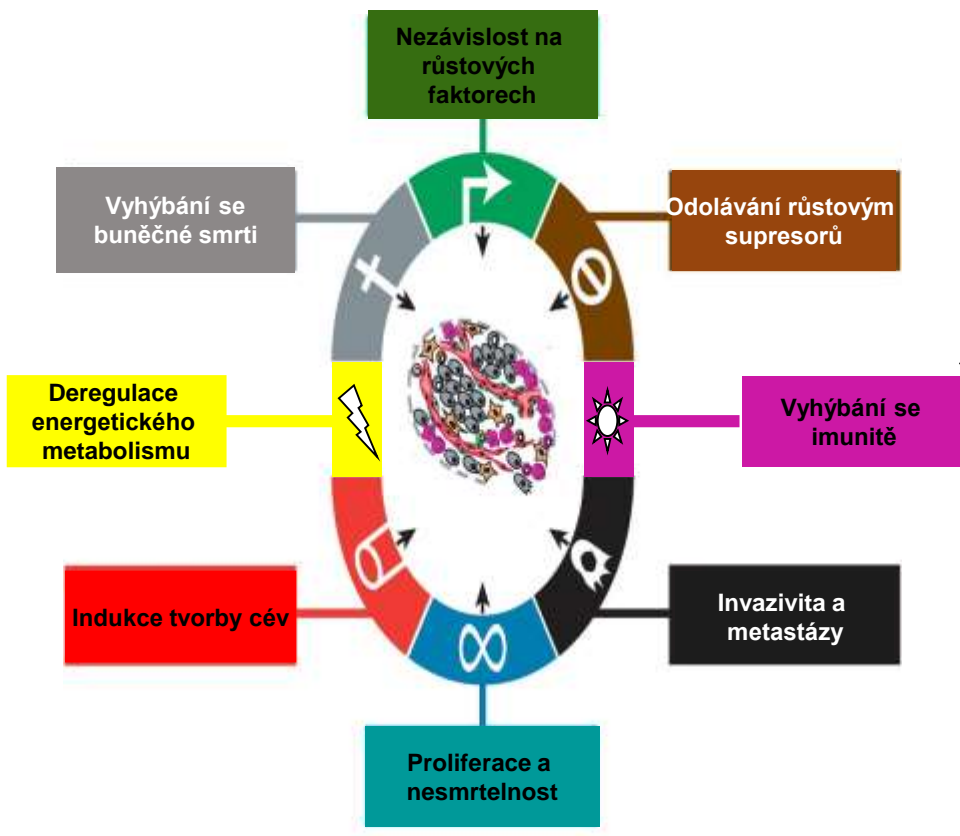 Nezávislost na
růstových
faktorech
Vyhýbání se
buněčné smrti
Odolávání růstovým
supresorů
Deregulace
energetického
metabolismu
Vyhýbání se
imunitě
Indukce tvorby cév
Invazivita a
metastázy
Proliferace a
nesmrtelnost